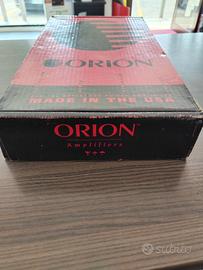 ORION
MADE IN THE USA
ORION
Amplifiers
subito